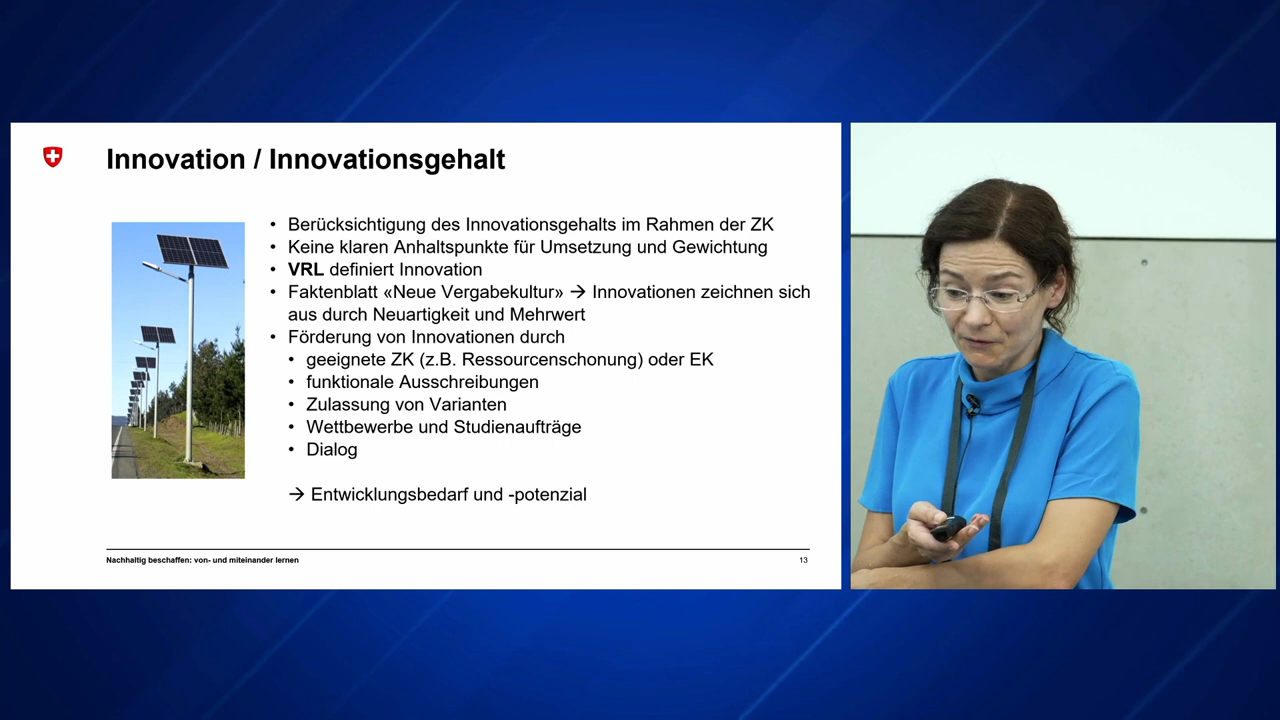 Innovation / Innovationsgehalt
• Berücksichtigung des Innovationsgehalts im Rahmen der ZK
• Keine klaren Anhaltspunkte für Umsetzung und Gewichtung
• VRL definiert Innovation
• Faktenblatt «Neue Vergabekultur» → Innovationen zeichnen sich
aus durch Neuartigkeit und Mehrwert
• Förderung von Innovationen durch
• geeignete ZK (z.B. Ressourcenschonung) oder EK
• funktionale Ausschreibungen
• Zulassung von Varianten
• Wettbewerbe und Studienaufträge
• Dialog
→ Entwicklungsbedarf und -potenzial
Nachhaltig beschaffen: von- und miteinander lernen
13